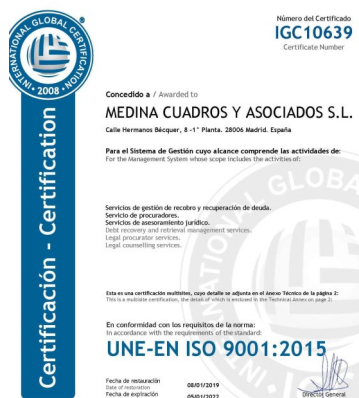 INTERNATIONAL GLOBAL CERTIFICATION
• 2008 •
Certificación - Certification
Número del Certificado
IGC10639
Certificate Number
Concedido a / Awarded to
MEDINA CUADROS Y ASOCIADOS S.L.
Calle Hermanos Bécquer, 8 -1° Planta. 28006 Madrid. España
Para el Sistema de Gestión cuyo alcance comprende las actividades de:
For the Management System whose scope includes the activities of:
Servicios de gestión de recobro y recuperación de deuda.
Servicio de procuradores.
Servicios de asesoramiento jurídico.
Debt recovery and retrieval management services.
Legal procurator services.
Legal counselling services.
Esta es una certificación multisites, cuyo detalle se adjunta en el Anexo Técnico de la página 2:
This is a multisite certification, the detail of which is enclosed in the Technical Annex on page 2:
En conformidad con los requisitos de la norma:
In accordance with the requirements of the standard:
UNE-EN ISO 9001:2015
Fecha de restauración
Date of restoration
08/01/2019
Fecha de expiración
05/01/2022
Director General
GLOBA